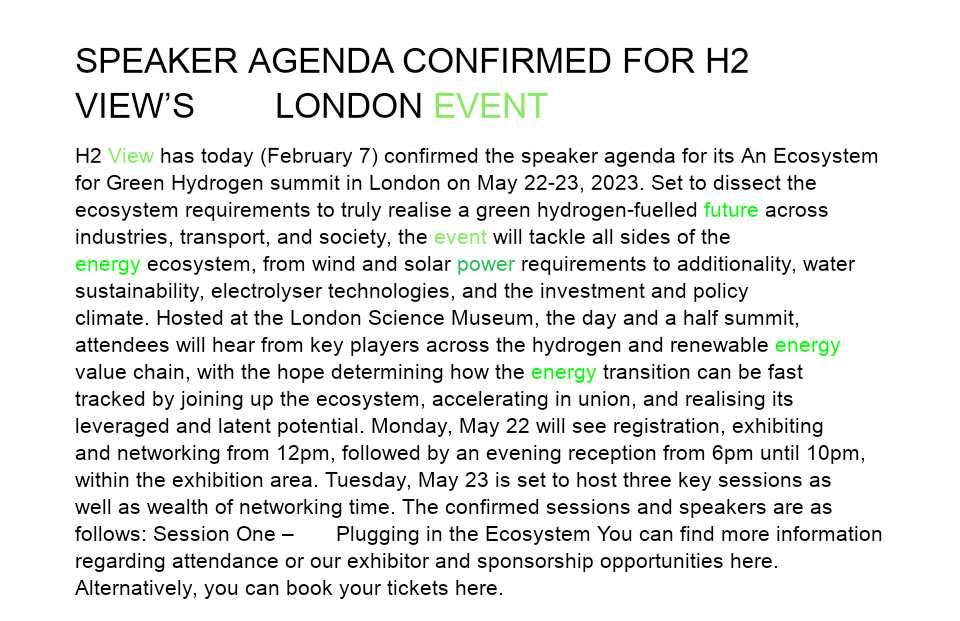 SPEAKER AGENDA CONFIRMED FOR H2
VIEW’S LONDON EVENT
H2 View has today (February 7) confirmed the speaker agenda for its An Ecosystem
for Green Hydrogen summit in London on May 22-23, 2023. Set to dissect the
ecosystem requirements to truly realise a green hydrogen-fuelled future across
industries, transport, and society, the event will tackle all sides of the
energy ecosystem, from wind and solar power requirements to additionality, water
sustainability, electrolyser technologies, and the investment and policy
climate. Hosted at the London Science Museum, the day and a half summit,
attendees will hear from key players across the hydrogen and renewable energy
value chain, with the hope determining how the energy transition can be fast
tracked by joining up the ecosystem, accelerating in union, and realising its
leveraged and latent potential. Monday, May 22 will see registration, exhibiting
and networking from 12pm, followed by an evening reception from 6pm until 10pm,
within the exhibition area. Tuesday, May 23 is set to host three key sessions as
well as wealth of networking time. The confirmed sessions and speakers are as
follows: Session One – Plugging in the Ecosystem You can find more information
regarding attendance or our exhibitor and sponsorship opportunities here.
Alternatively, you can book your tickets here.